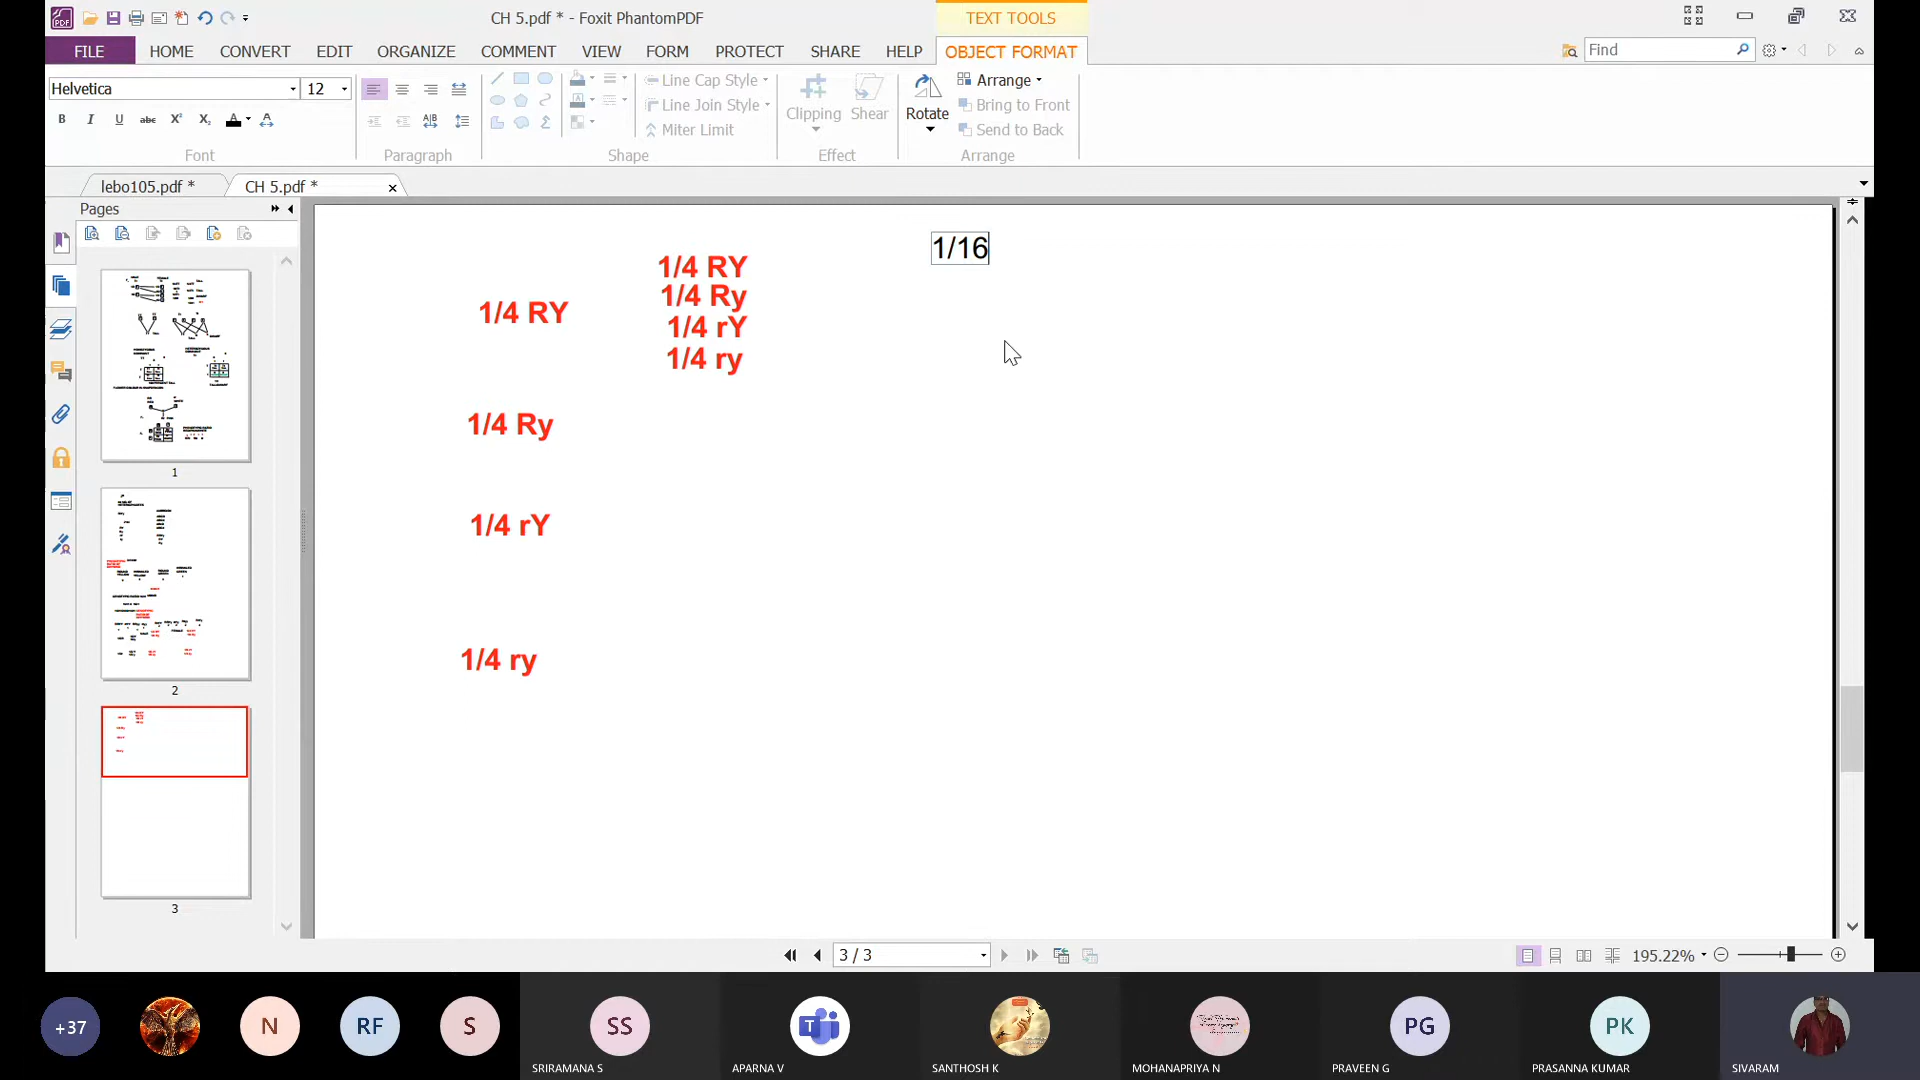 CH 5.pdf * - Foxit PhantomPDF
TEXT TOOLS
FILE HOME CONVERT EDIT ORGANIZE COMMENT VIEW FORM PROTECT SHARE HELP OBJECT FORMAT
Find
Helvetica 12
Line Cap Style
Line Join Style
Miter Limit
Clipping
Shear
Rotate
Arrange
Bring to Front
Send to Back
Font Paragraph Shape Effect Arrange
lebo105.pdf * CH 5.pdf *
Pages
1/16
1/4 RY
1/4 Ry
1/4 RY
1/4 rY
1/4 ry
1/4 Ry
1/4 rY
1/4 ry
1
2
3
3 / 3
195.22%
+37 N RF S SS T PG PK
SRIRAMANA S APARNA V SANTHOSH K MOHANAPRIYA N PRAVEEN G PRASANNA KUMAR SIVARAM